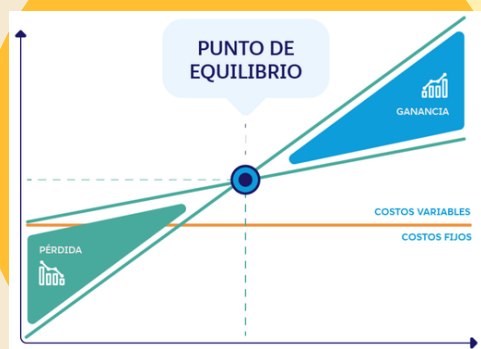 PUNTO DE
EQUILIBRIO
GANANCIA
COSTOS VARIABLES
COSTOS FIJOS
PÉRDIDA